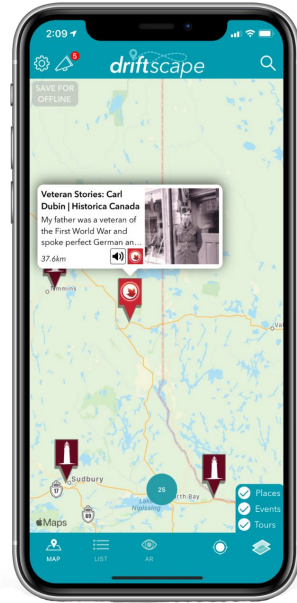 2:09
5
driftscape
SAVE FOR
OFFLINE
Veteran Stories: Carl
Dubin | Historica Canada
My father was a veteran of
the First World War and
spoke perfect German an...
37.6km
Timmins
Sudbury
17
69
25
Lake
Nipissing
rth Bay
Maps
Places
Events
Tours
MAP
LIST
AR